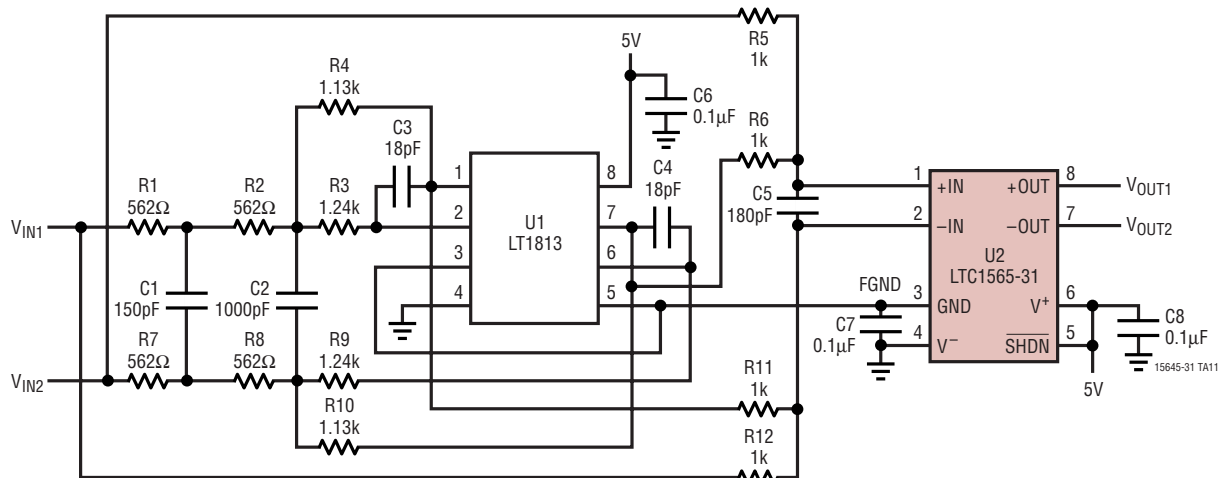 R5
1k
5V
R4
1.13k
C6
0.1µF
R6
1k
C3
18pF
C4
18pF
1
8
1
8
R1
562Ω
R2
562Ω
R3
1.24k
C5
180pF
+IN
+OUT
VOUT1
2
7
2
7
VIN1
U1
LT1813
−IN
−OUT
VOUT2
U2
LTC1565-31
3
6
C1
150pF
C2
1000pF
FGND
4
5
3
6
GND
V+
C7
0.1µF
C8
0.1µF
R7
562Ω
R8
562Ω
R9
1.24k
4
5
V−
SHDN
VIN2
R11
1k
5V
15645-31 TA11
R10
1.13k
R12
1k